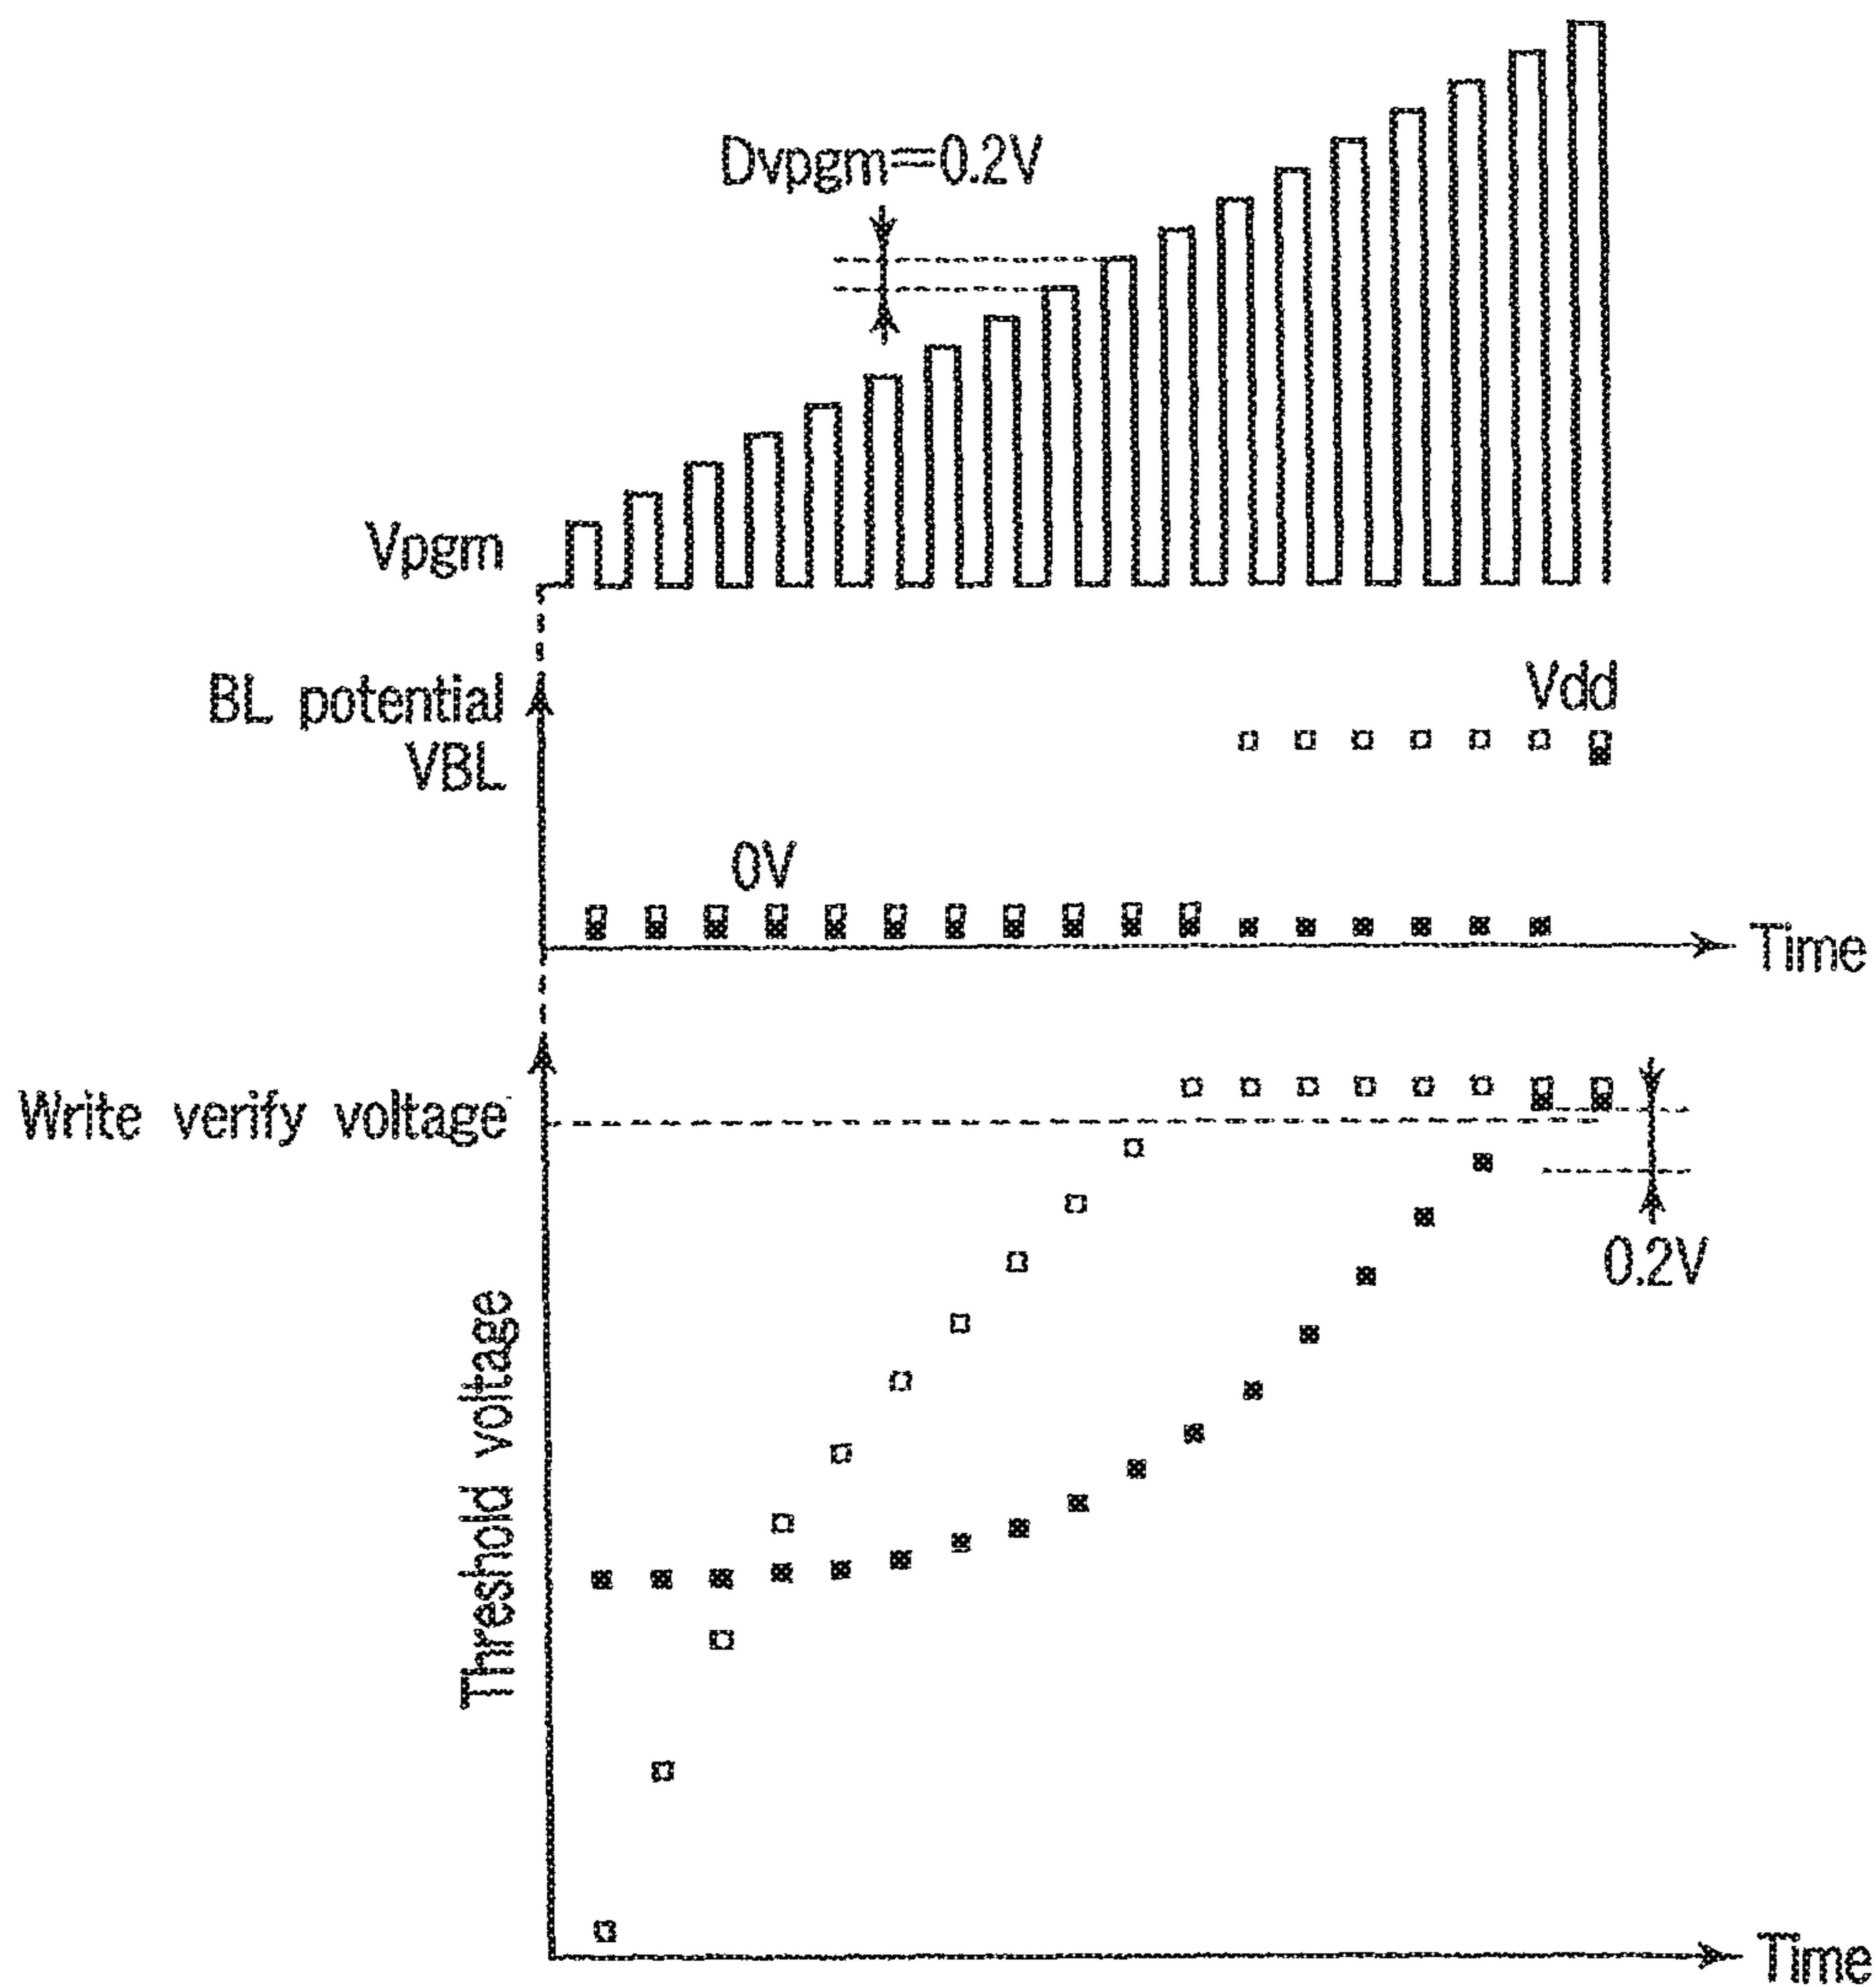 Dvpgm=0.2V
Vpgm
BL potential
VBL
Vdd
0V
Time
Write verify voltage
0.2V
Threshold voltage
Time